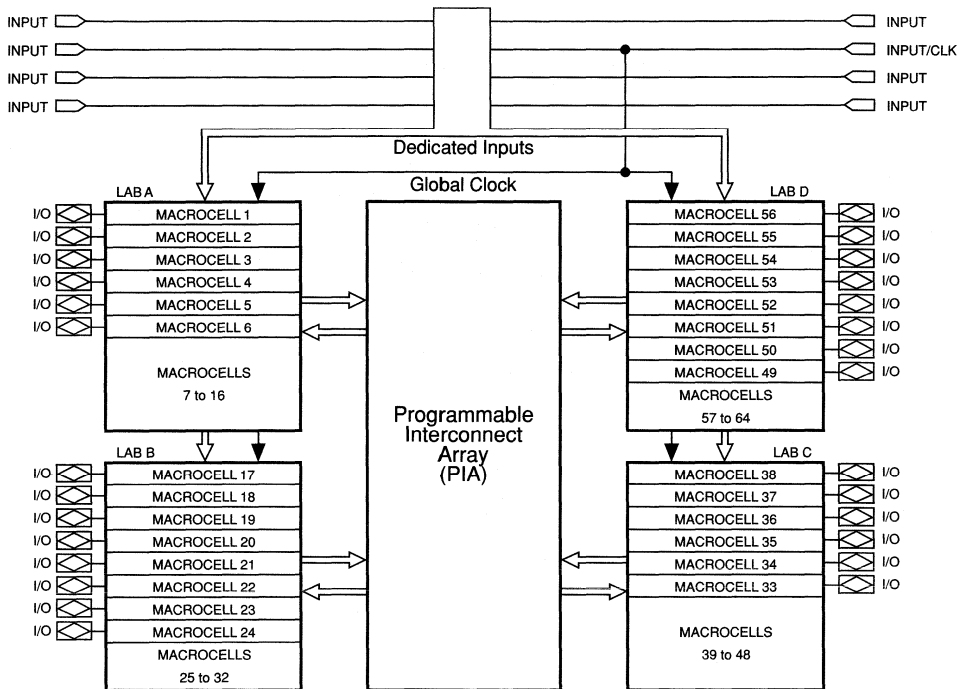 INPUT INPUT
INPUT INPUT/CLK
INPUT INPUT
INPUT INPUT
Dedicated Inputs
Global Clock
LAB A
I/O MACROCELL 1
I/O MACROCELL 2
I/O MACROCELL 3
I/O MACROCELL 4
I/O MACROCELL 5
I/O MACROCELL 6
MACROCELLS
7 to 16
LAB B
I/O MACROCELL 17
I/O MACROCELL 18
I/O MACROCELL 19
I/O MACROCELL 20
I/O MACROCELL 21
I/O MACROCELL 22
I/O MACROCELL 23
I/O MACROCELL 24
MACROCELLS
25 to 32
Programmable
Interconnect
Array
(PIA)
LAB D
MACROCELL 56 I/O
MACROCELL 55 I/O
MACROCELL 54 I/O
MACROCELL 53 I/O
MACROCELL 52 I/O
MACROCELL 51 I/O
MACROCELL 50 I/O
MACROCELL 49 I/O
MACROCELLS
57 to 64
LAB C
MACROCELL 38 I/O
MACROCELL 37 I/O
MACROCELL 36 I/O
MACROCELL 35 I/O
MACROCELL 34 I/O
MACROCELL 33 I/O
MACROCELLS
39 to 48